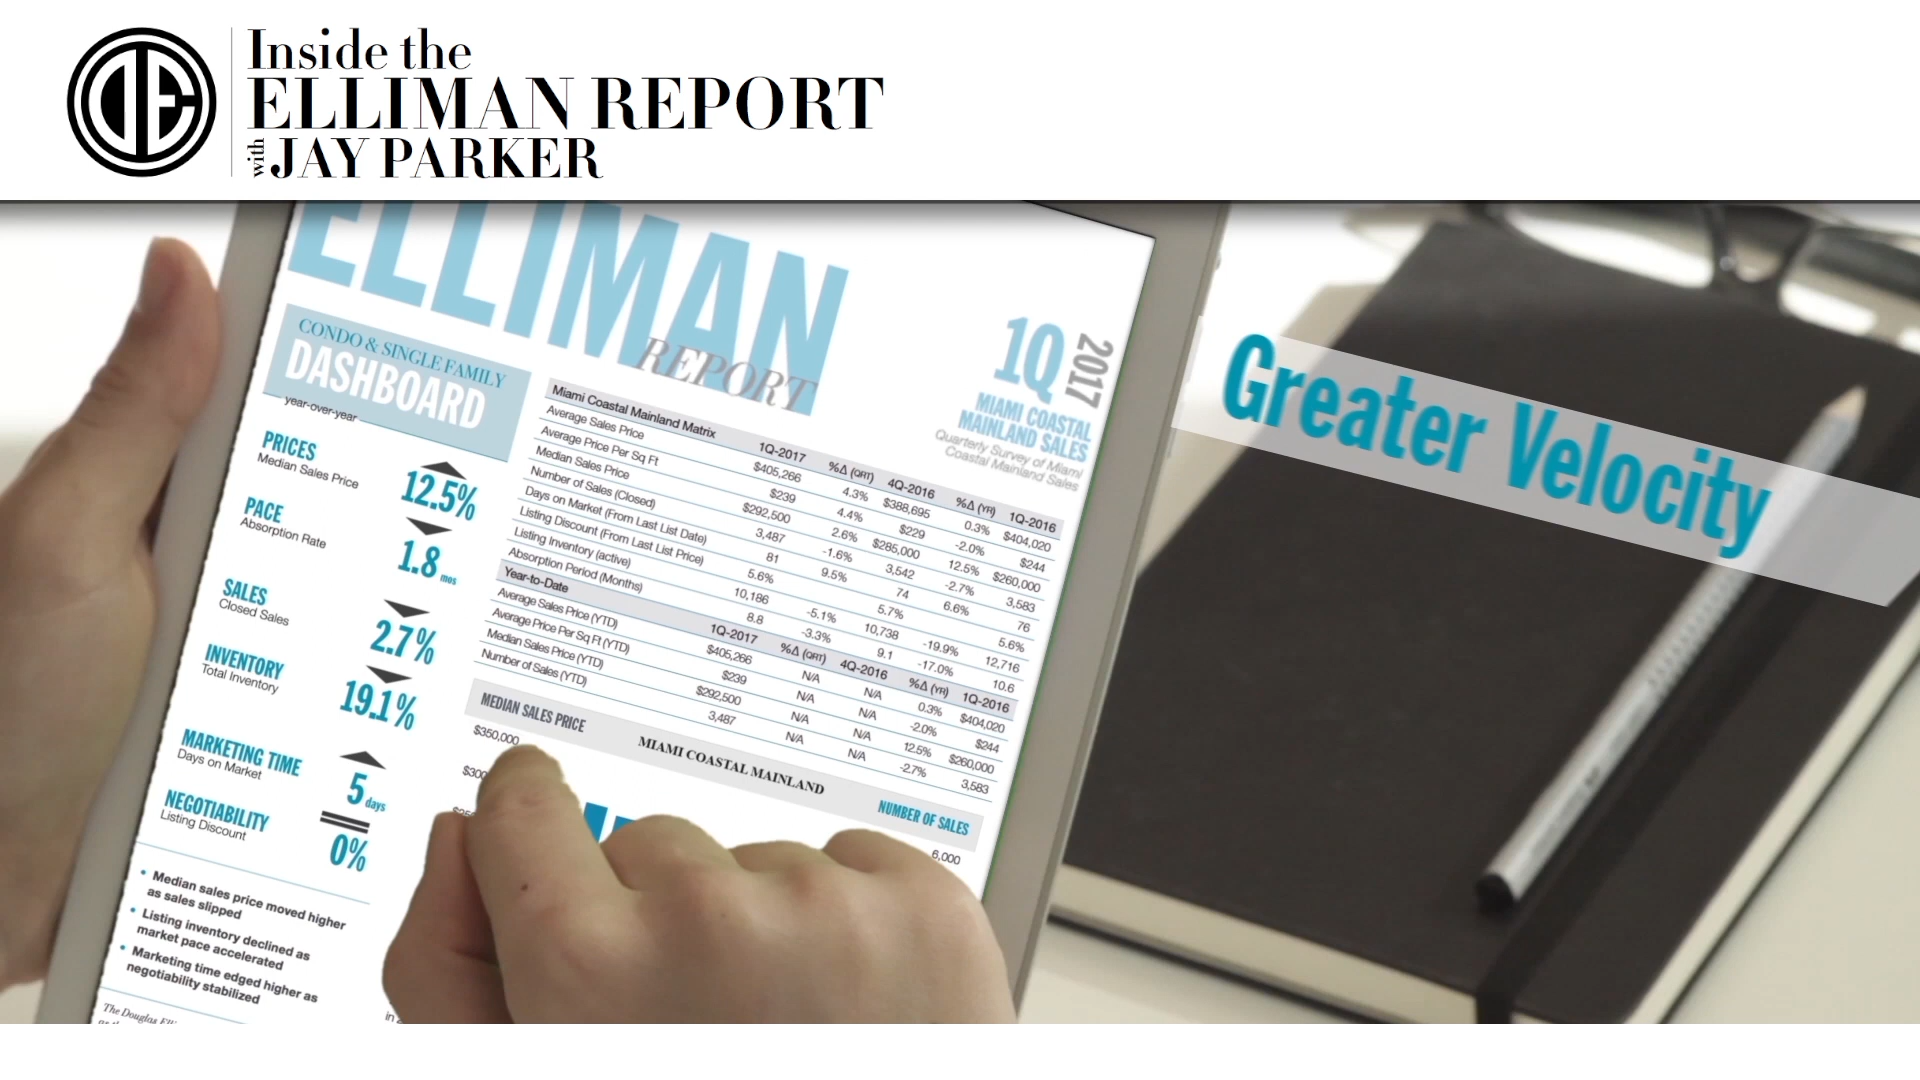 Inside the
ELLIMAN REPORT
with JAY PARKER
ELLIMAN
REPORT
1Q 2017
MIAMI COASTAL
MAINLAND SALES
Quarterly Survey of Miami
Coastal Mainland Sales
Greater Velocity
CONDO & SINGLE FAMILY
DASHBOARD
year-over-year
PRICES
Median Sales Price
12.5%
PACE
Absorption Rate
1.8 mos
SALES
Closed Sales
2.7%
INVENTORY
Total Inventory
19.1%
MARKETING TIME
Days on Market
5 days
NEGOTIABILITY
Listing Discount
0%
• Median sales price moved higher
as sales slipped
• Listing inventory declined as
market pace accelerated
• Marketing time edged higher as
negotiability stabilized
The Douglas
Miami Coastal Mainland Matrix 1Q-2017 %Δ (QRT) 4Q-2016 %Δ (YR) 1Q-2016
Average Sales Price $405,266 4.3% $388,695 0.3% $404,020
Average Price Per Sq Ft $239 4.4% $229 -2.0% $244
Median Sales Price $292,500 2.6% $285,000 12.5% $260,000
Number of Sales (Closed) 3,487 -1.6% 3,542 -2.7% 3,583
Days on Market (From Last List Date) 81 9.5% 74 6.6% 76
Listing Discount (From Last List Price) 5.6% 5.7% 5.6%
Listing Inventory (active) 10,186 -5.1% 10,738 -19.9% 12,716
Absorption Period (Months) 8.8 -3.3% 9.1 -17.0% 10.6
Year-to-Date 1Q-2017 %Δ (QRT) 4Q-2016 %Δ (YR) 1Q-2016
Average Sales Price (YTD) $405,266 N/A N/A 0.3% $404,020
Average Price Per Sq Ft (YTD) $239 N/A N/A -2.0% $244
Median Sales Price (YTD) $292,500 N/A N/A 12.5% $260,000
Number of Sales (YTD) 3,487 N/A N/A -2.7% 3,583
MEDIAN SALES PRICE
MIAMI COASTAL MAINLAND
NUMBER OF SALES
$350,000
6,000
in